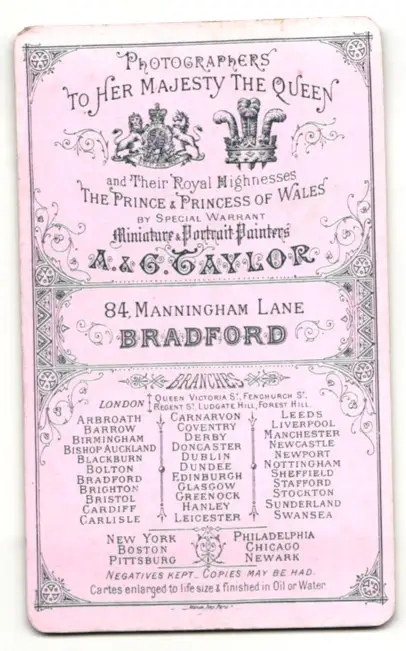 PHOTOGRAPHERS
TO HER MAJESTY THE QUEEN
and Their Royal Highnesses
THE PRINCE & PRINCESS OF WALES
BY SPECIAL WARRANT
Miniature & Portrait Painters
A. & G. TAYLOR
84, MANNINGHAM LANE
BRADFORD
BRANCHES
LONDON
QUEEN VICTORIA ST, FENCHURCH ST.
REGENT ST. LUDGATE HILL, FOREST HILL.
ARBROATH
BARROW
BIRMINGHAM
BISHOP AUCKLAND
BLACKBURN
BOLTON
BRADFORD
BRIGHTON
BRISTOL
CARDIFF
CARLISLE
CARNARVON
COVENTRY
DERBY
DONCASTER
DUBLIN
DUNDEE
EDINBURGH
GLASGOW
GREENOCK
HANLEY
LEICESTER
LEEDS
LIVERPOOL
MANCHESTER
NEWCASTLE
NEWPORT
NOTTINGHAM
SHEFFIELD
STAFFORD
STOCKTON
SUNDERLAND
SWANSEA
NEW YORK
BOSTON
PITTSBURG
PHILADELPHIA
CHICAGO
NEWARK
NEGATIVES KEPT_COPIES MAY BE HAD.
Cartes enlarged to life size & finished in Oil or Water